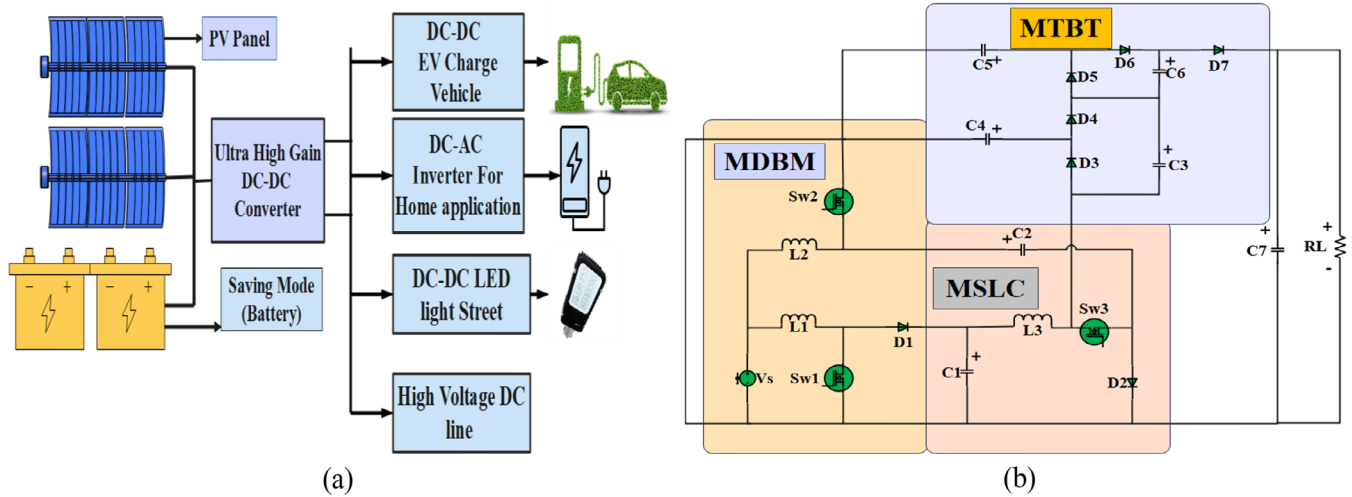 PV Panel
Ultra High Gain
DC-DC
Converter
Saving Mode
(Battery)
DC-DC
EV Charge
Vehicle
DC-AC
Inverter For
Home application
DC-DC LED
light Street
High Voltage DC
line
(a)
MTBT
C5
+
D6
D7
D5
+
C6
D4
C4
+
D3
+
C3
MDBM
Sw2
L2
+
C2
MSLC
L1
D1
L3
Sw3
+
C1
Vs
Sw1
D2
+
C7
+
RL
-
(b)
- +
- +